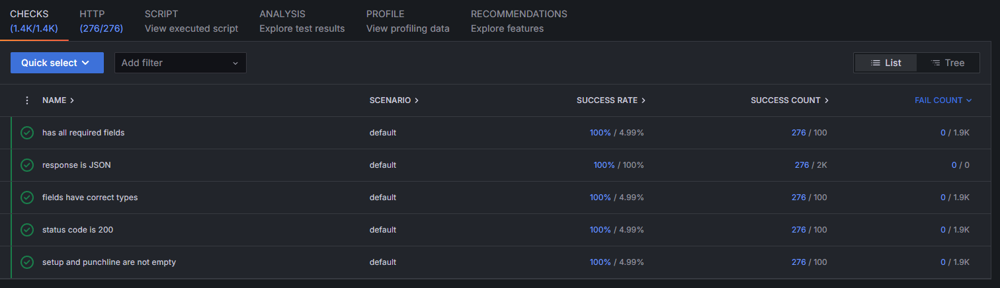 CHECKS HTTP SCRIPT ANALYSIS PROFILE RECOMMENDATIONS
(1.4K/1.4K) (276/276) View executed script Explore test results View profiling data Explore features
Quick select Add filter List Tree
NAME SCENARIO SUCCESS RATE SUCCESS COUNT FAIL COUNT
has all required fields default 100% / 4.99% 276 / 100 0 / 1.9K
response is JSON default 100% / 100% 276 / 2K 0 / 0
fields have correct types default 100% / 4.99% 276 / 100 0 / 1.9K
status code is 200 default 100% / 4.99% 276 / 100 0 / 1.9K
setup and punchline are not empty default 100% / 4.99% 276 / 100 0 / 1.9K